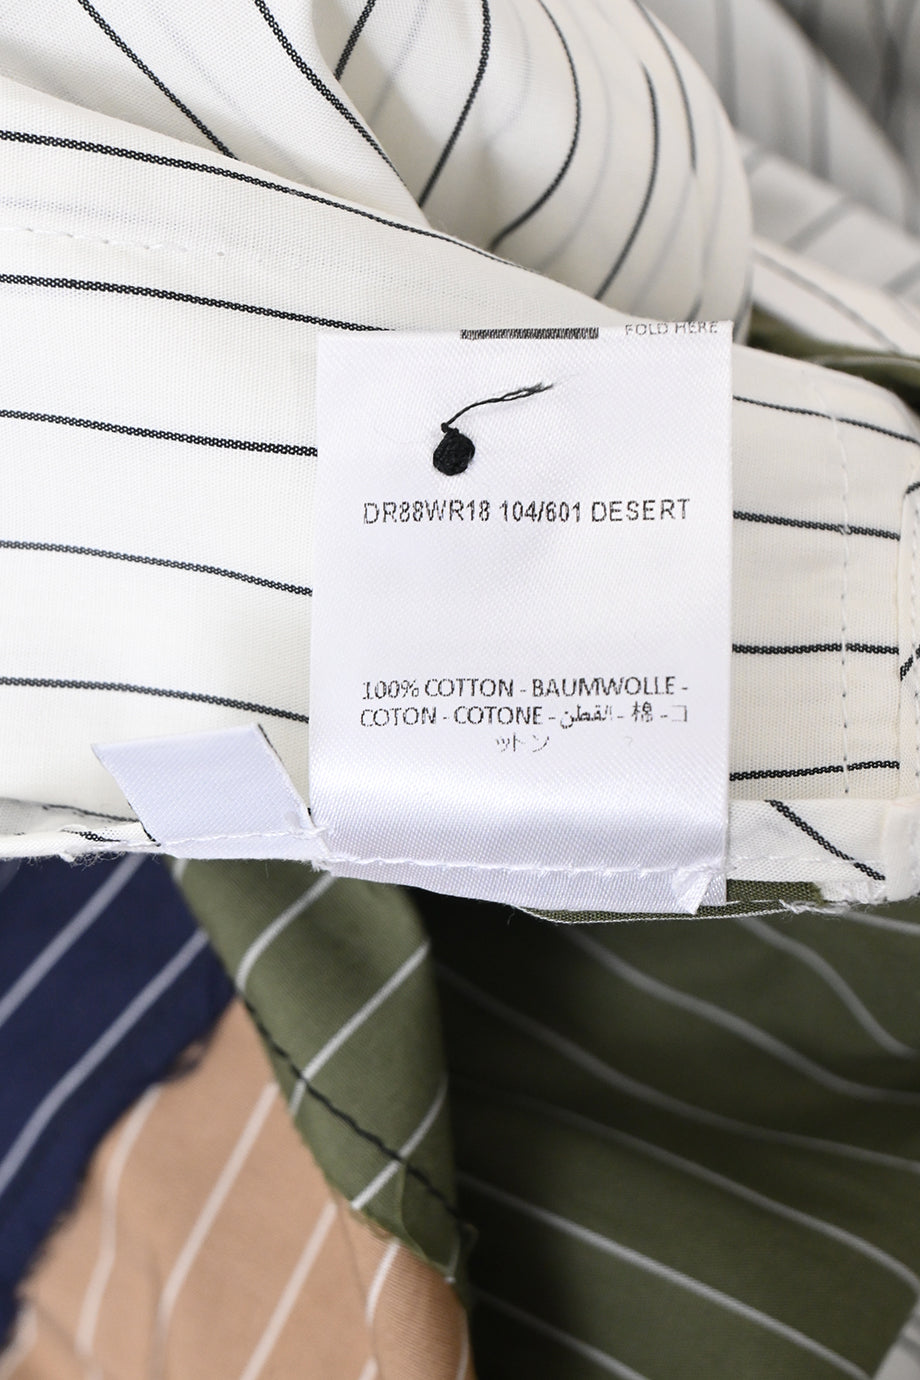 FOLD HERE
DR88WR18 104/601 DESERT
100% COTTON - BAUMWOLLE -
COTON - COTONE - القطن - 棉 - コ
ットン